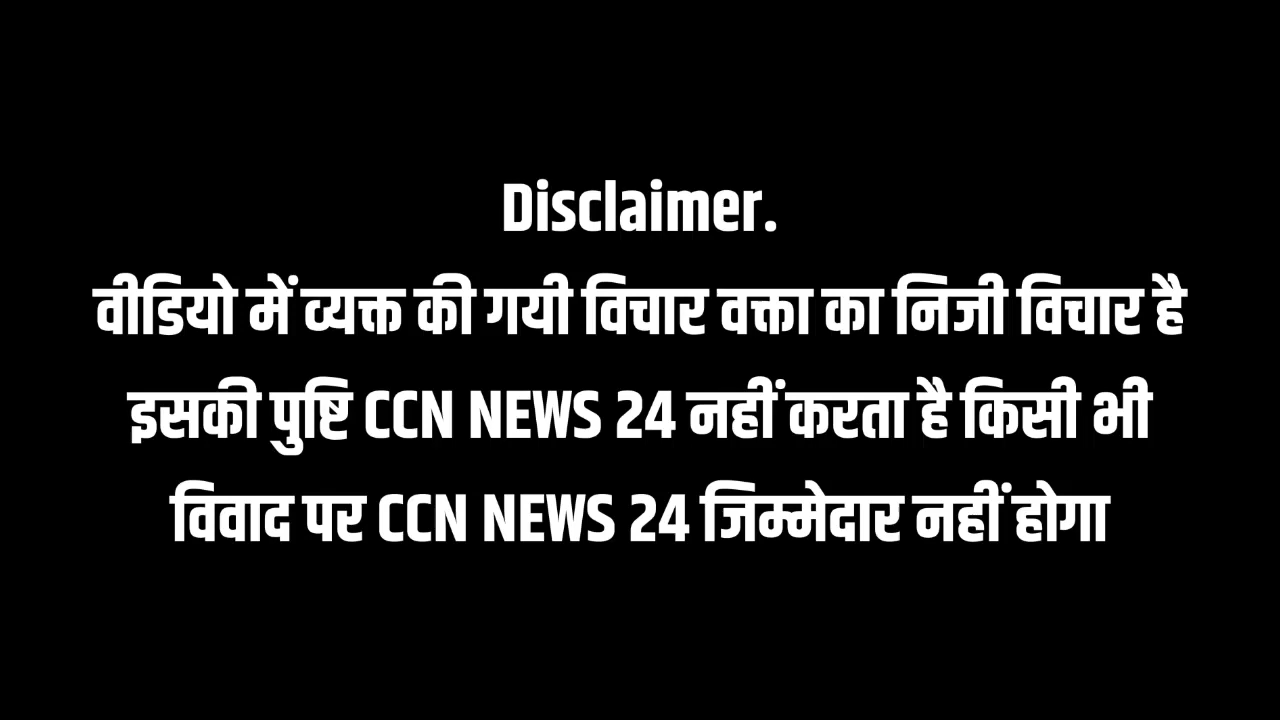 Disclaimer.
वीडियो में व्यक्त की गयी विचार वक्ता का निजी विचार है
इसकी पुष्टि CCN NEWS 24 नहीं करता है किसी भी
विवाद पर CCN NEWS 24 जिम्मेदार नहीं होगा